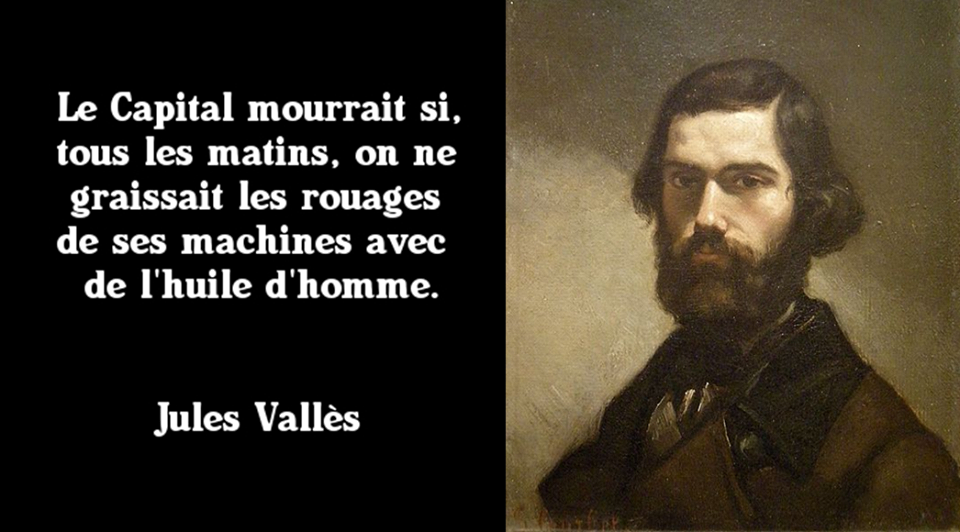 Le Capital mourrait si,
tous les matins, on ne
graissait les rouages
de ses machines avec
de l'huile d'homme.
Jules Vallès